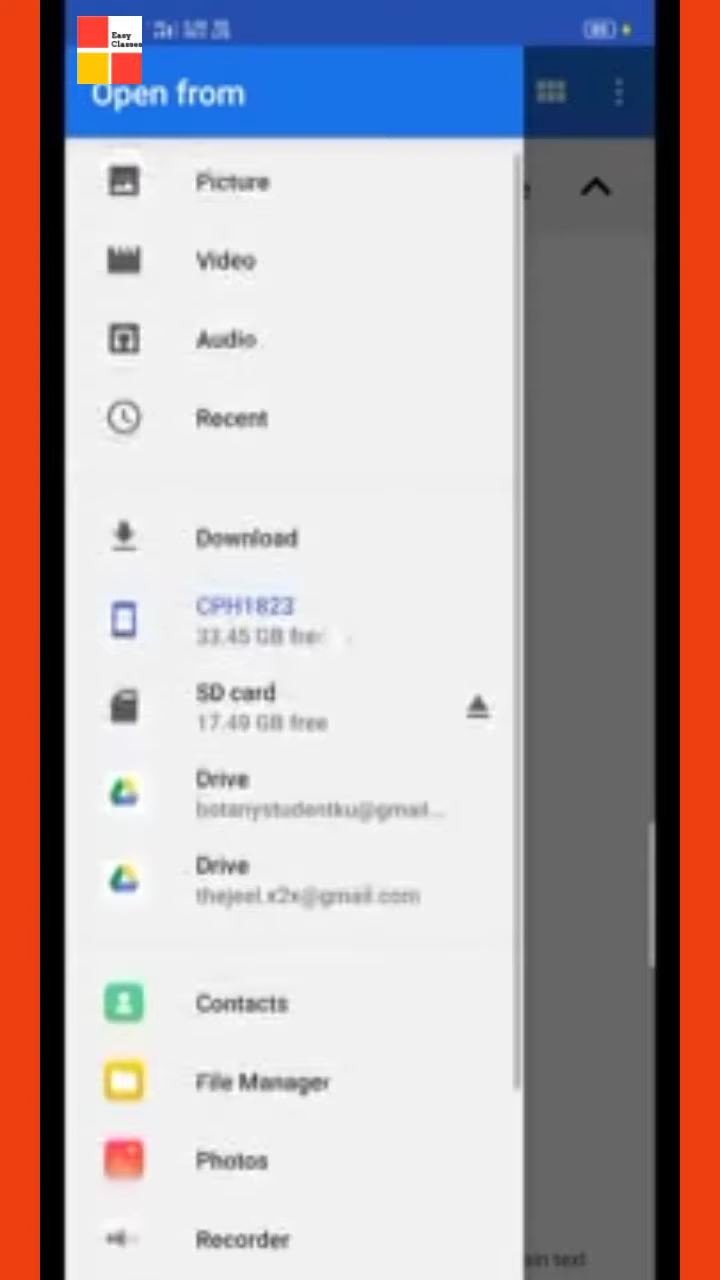 Easy
Classes
Open from
Picture
Video
Audio
Recent
Download
CPH1823
33.45 GB free
SD card
17.49 GB free
Drive
botanystudentku@gmail...
Drive
thejeel.x2x@gmail.com
Contacts
File Manager
Photos
Recorder
text